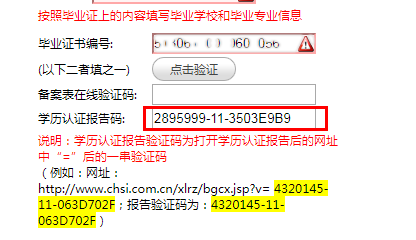 按照毕业证上的内容填写毕业学校和毕业专业信息
毕业证书编号:
(以下二者填之一)
点击验证
备案表在线验证码:
学历认证报告码:
2895999-11-3503E9B9
说明：学历认证报告验证码为打开学历认证报告后的网址
中“=”后的一串验证码
（例如：网址：
http://www.chsi.com.cn/xlrz/bgcx.jsp?v= 4320145-
11-063D702F；报告验证码为：4320145-11-
063D702F）